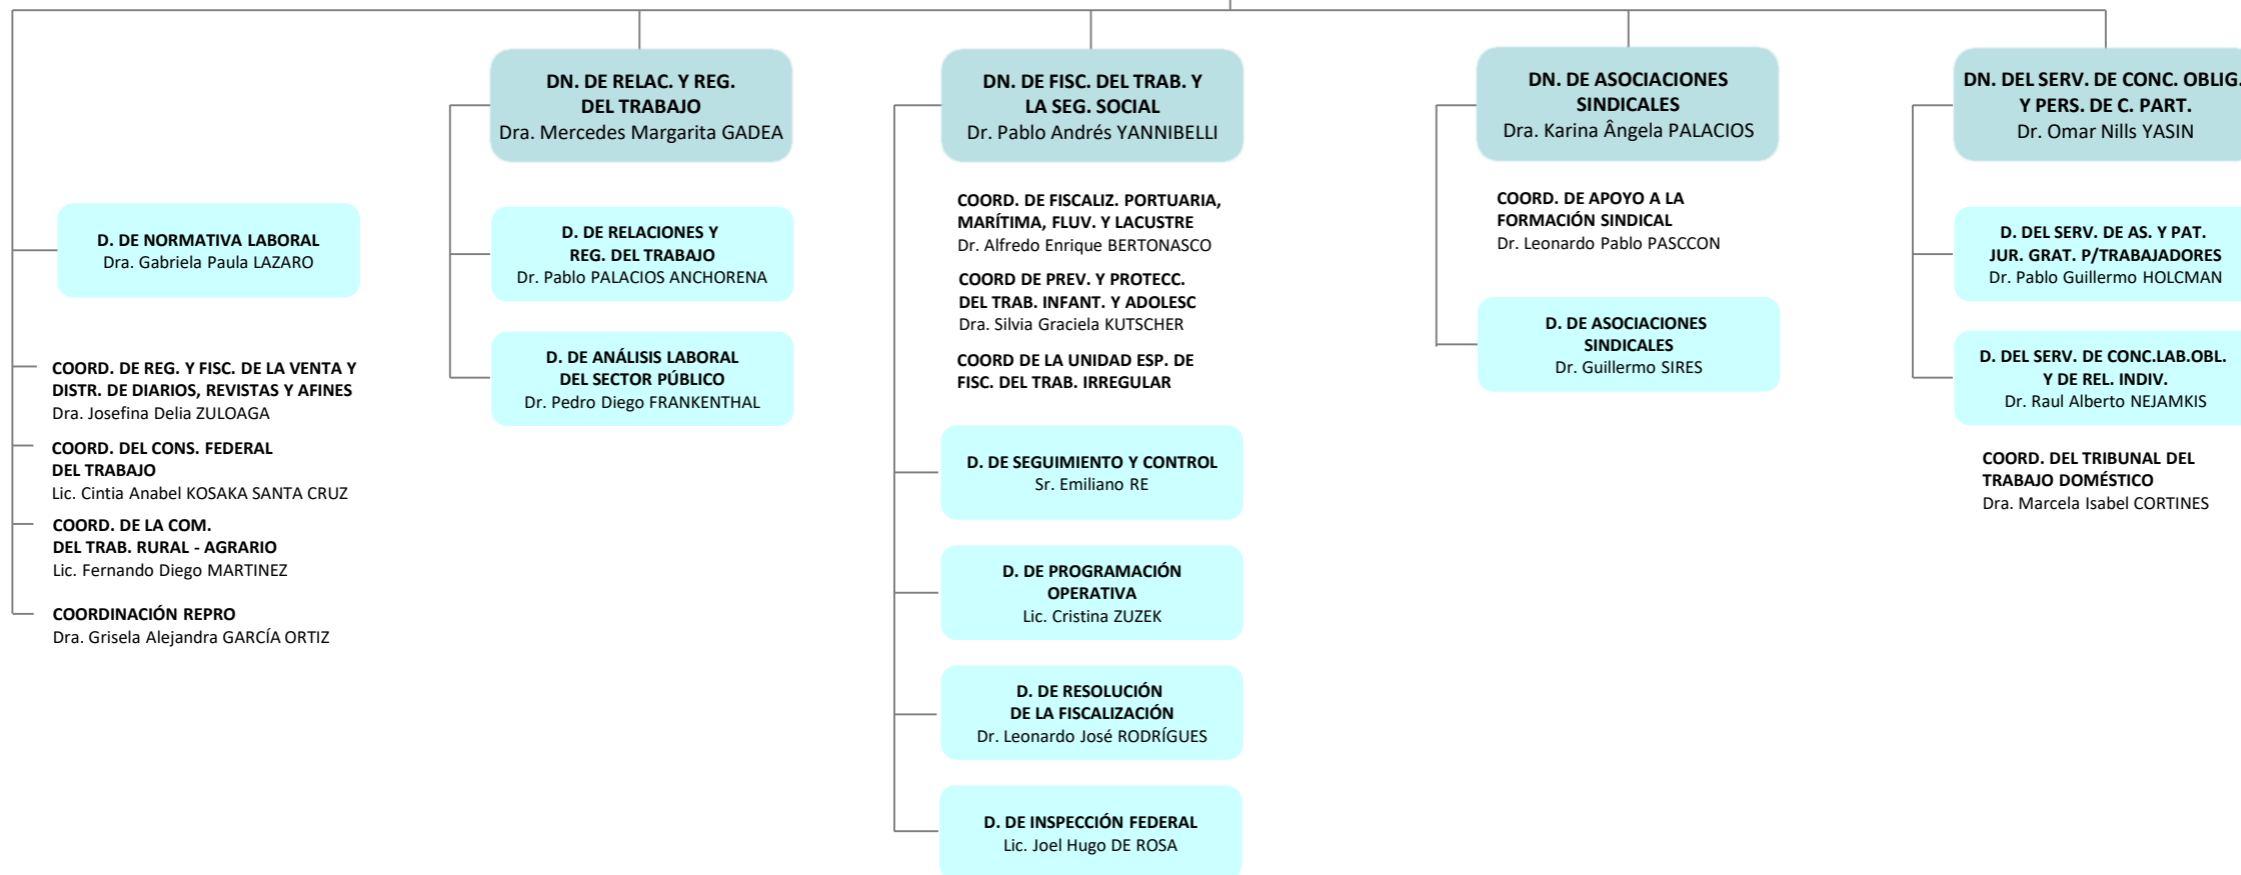 D. DE NORMATIVA LABORAL
Dra. Gabriela Paula LAZARO
COORD. DE REG. Y FISC. DE LA VENTA Y
DISTR. DE DIARIOS, REVISTAS Y AFINES
Dra. Josefina Delia ZULOAGA
COORD. DEL CONS. FEDERAL
DEL TRABAJO
Lic. Cintia Anabel KOSAKA SANTA CRUZ
COORD. DE LA COM.
DEL TRAB. RURAL - AGRARIO
Lic. Fernando Diego MARTINEZ
COORDINACIÓN REPRO
Dra. Grisela Alejandra GARCÍA ORTIZ
DN. DE RELAC. Y REG.
DEL TRABAJO
Dra. Mercedes Margarita GADEA
D. DE RELACIONES Y
REG. DEL TRABAJO
Dr. Pablo PALACIOS ANCHORENA
D. DE ANÁLISIS LABORAL
DEL SECTOR PÚBLICO
Dr. Pedro Diego FRANKENTHAL
DN. DE FISC. DEL TRAB. Y
LA SEG. SOCIAL
Dr. Pablo Andrés YANNIBELLI
COORD. DE FISCALIZ. PORTUARIA,
MARÍTIMA, FLUV. Y LACUSTRE
Dr. Alfredo Enrique BERTONASCO
COORD DE PREV. Y PROTECC.
DEL TRAB. INFANT. Y ADOLESC
Dra. Silvia Graciela KUTSCHER
COORD DE LA UNIDAD ESP. DE
FISC. DEL TRAB. IRREGULAR
D. DE SEGUIMIENTO Y CONTROL
Sr. Emiliano RE
D. DE PROGRAMACIÓN
OPERATIVA
Lic. Cristina ZUZEK
D. DE RESOLUCIÓN
DE LA FISCALIZACIÓN
Dr. Leonardo José RODRÍGUES
D. DE INSPECCIÓN FEDERAL
Lic. Joel Hugo DE ROSA
DN. DE ASOCIACIONES
SINDICALES
Dra. Karina Ângela PALACIOS
COORD. DE APOYO A LA
FORMACIÓN SINDICAL
Dr. Leonardo Pablo PASCCON
D. DE ASOCIACIONES
SINDICALES
Dr. Guillermo SIRES
DN. DEL SERV. DE CONC. OBLIG.
Y PERS. DE C. PART.
Dr. Omar Nills YASIN
D. DEL SERV. DE AS. Y PAT.
JUR. GRAT. P/TRABAJADORES
Dr. Pablo Guillermo HOLCMAN
D. DEL SERV. DE CONC.LAB.OBL.
Y DE REL. INDIV.
Dr. Raul Alberto NEJAMKIS
COORD. DEL TRIBUNAL DEL
TRABAJO DOMÉSTICO
Dra. Marcela Isabel CORTINES